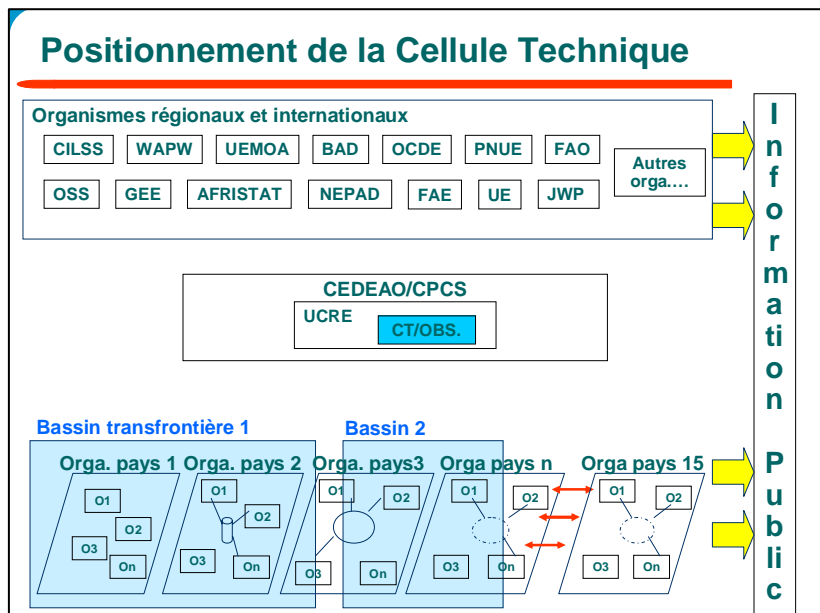 Positionnement de la Cellule Technique
Organismes régionaux et internationaux
CILSS WAPW UEMOA BAD OCDE PNUE FAO
Autres orga.…
OSS GEE AFRISTAT NEPAD FAE UE JWP
CEDEAO/CPCS
UCRE
CT/OBS.
Bassin transfrontière 1 Bassin 2
Orga. pays 1 Orga. pays 2 Orga. pays3 Orga pays n Orga pays 15
O1 O2 O3 On
O1 O2 O3 On
O1 O2 O3 On
O1 O2 O3 On
O1 O2 O3 On
Information Public